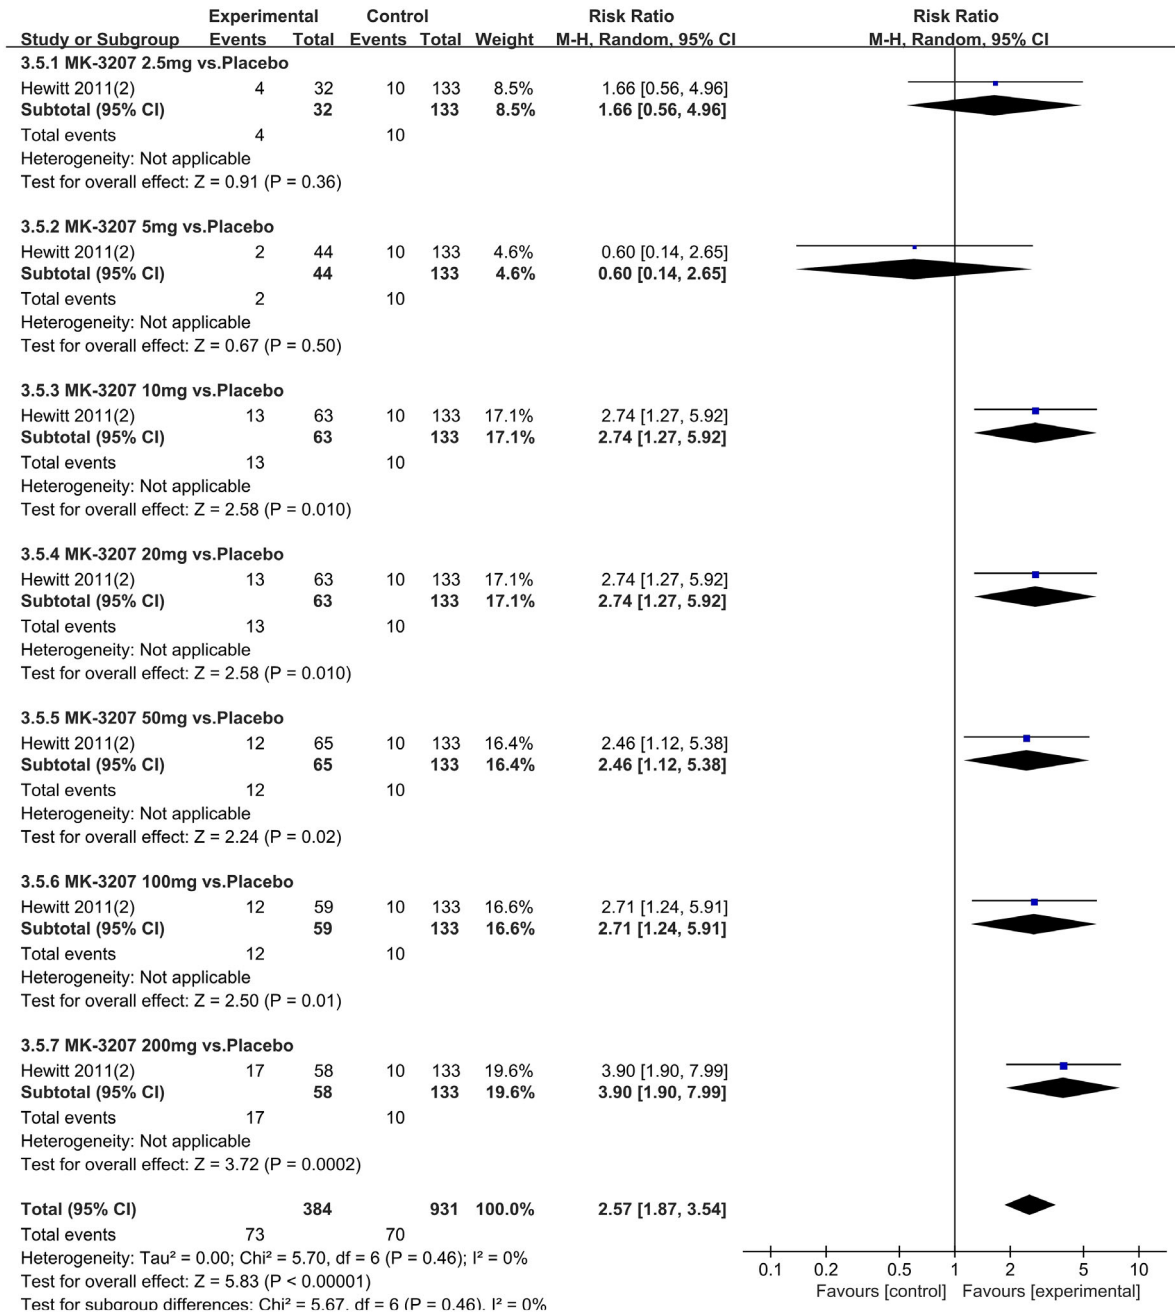 Experimental Control Risk Ratio Risk Ratio
Study or Subgroup Events Total Events Total Weight M-H, Random, 95% CI M-H, Random, 95% CI
3.5.1 MK-3207 2.5mg vs.Placebo
Hewitt 2011(2) 4 32 10 133 8.5% 1.66 [0.56, 4.96]
Subtotal (95% CI) 32 133 8.5% 1.66 [0.56, 4.96]
Total events 4 10
Heterogeneity: Not applicable
Test for overall effect: Z = 0.91 (P = 0.36)
3.5.2 MK-3207 5mg vs.Placebo
Hewitt 2011(2) 2 44 10 133 4.6% 0.60 [0.14, 2.65]
Subtotal (95% CI) 44 133 4.6% 0.60 [0.14, 2.65]
Total events 2 10
Heterogeneity: Not applicable
Test for overall effect: Z = 0.67 (P = 0.50)
3.5.3 MK-3207 10mg vs.Placebo
Hewitt 2011(2) 13 63 10 133 17.1% 2.74 [1.27, 5.92]
Subtotal (95% CI) 63 133 17.1% 2.74 [1.27, 5.92]
Total events 13 10
Heterogeneity: Not applicable
Test for overall effect: Z = 2.58 (P = 0.010)
3.5.4 MK-3207 20mg vs.Placebo
Hewitt 2011(2) 13 63 10 133 17.1% 2.74 [1.27, 5.92]
Subtotal (95% CI) 63 133 17.1% 2.74 [1.27, 5.92]
Total events 13 10
Heterogeneity: Not applicable
Test for overall effect: Z = 2.58 (P = 0.010)
3.5.5 MK-3207 50mg vs.Placebo
Hewitt 2011(2) 12 65 10 133 16.4% 2.46 [1.12, 5.38]
Subtotal (95% CI) 65 133 16.4% 2.46 [1.12, 5.38]
Total events 12 10
Heterogeneity: Not applicable
Test for overall effect: Z = 2.24 (P = 0.02)
3.5.6 MK-3207 100mg vs.Placebo
Hewitt 2011(2) 12 59 10 133 16.6% 2.71 [1.24, 5.91]
Subtotal (95% CI) 59 133 16.6% 2.71 [1.24, 5.91]
Total events 12 10
Heterogeneity: Not applicable
Test for overall effect: Z = 2.50 (P = 0.01)
3.5.7 MK-3207 200mg vs.Placebo
Hewitt 2011(2) 17 58 10 133 19.6% 3.90 [1.90, 7.99]
Subtotal (95% CI) 58 133 19.6% 3.90 [1.90, 7.99]
Total events 17 10
Heterogeneity: Not applicable
Test for overall effect: Z = 3.72 (P = 0.0002)
Total (95% CI) 384 931 100.0% 2.57 [1.87, 3.54]
Total events 73 70
Heterogeneity: Tau² = 0.00; Chi² = 5.70, df = 6 (P = 0.46); I² = 0%
Test for overall effect: Z = 5.83 (P < 0.00001)
Test for subgroup differences: Chi² = 5.67, df = 6 (P = 0.46), I² = 0%
0.1 0.2 0.5 1 2 5 10
Favours [control] Favours [experimental]